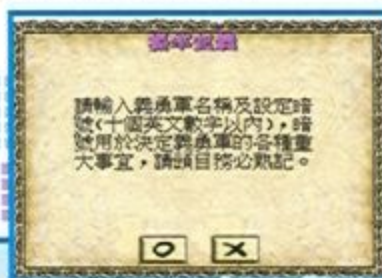 請輸入義勇軍名稱及設定暗
號(十個英文數字以內),暗
號用於決定義勇軍的各種重
大事宜,請頭目務必熟記。
O X